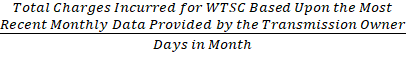 Total Charges Incurred for WTSC Based Upon the Most
Recent Monthly Data Provided by the Transmission Owner
Days in Month